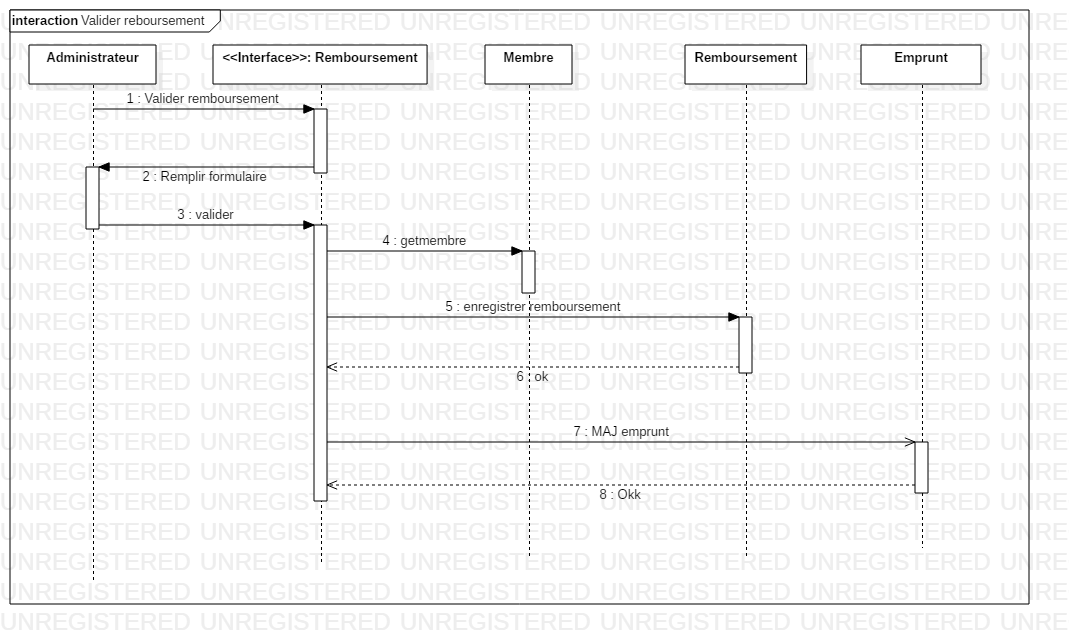 interaction Valider reboursement
Administrateur
<<Interface>>: Remboursement
Membre
Remboursement
Emprunt
1 : Valider remboursement
2 : Remplir formulaire
3 : valider
4 : getmembre
5 : enregistrer remboursement
6 : ok
7 : MAJ emprunt
8 : Okk
UNREGISTERED